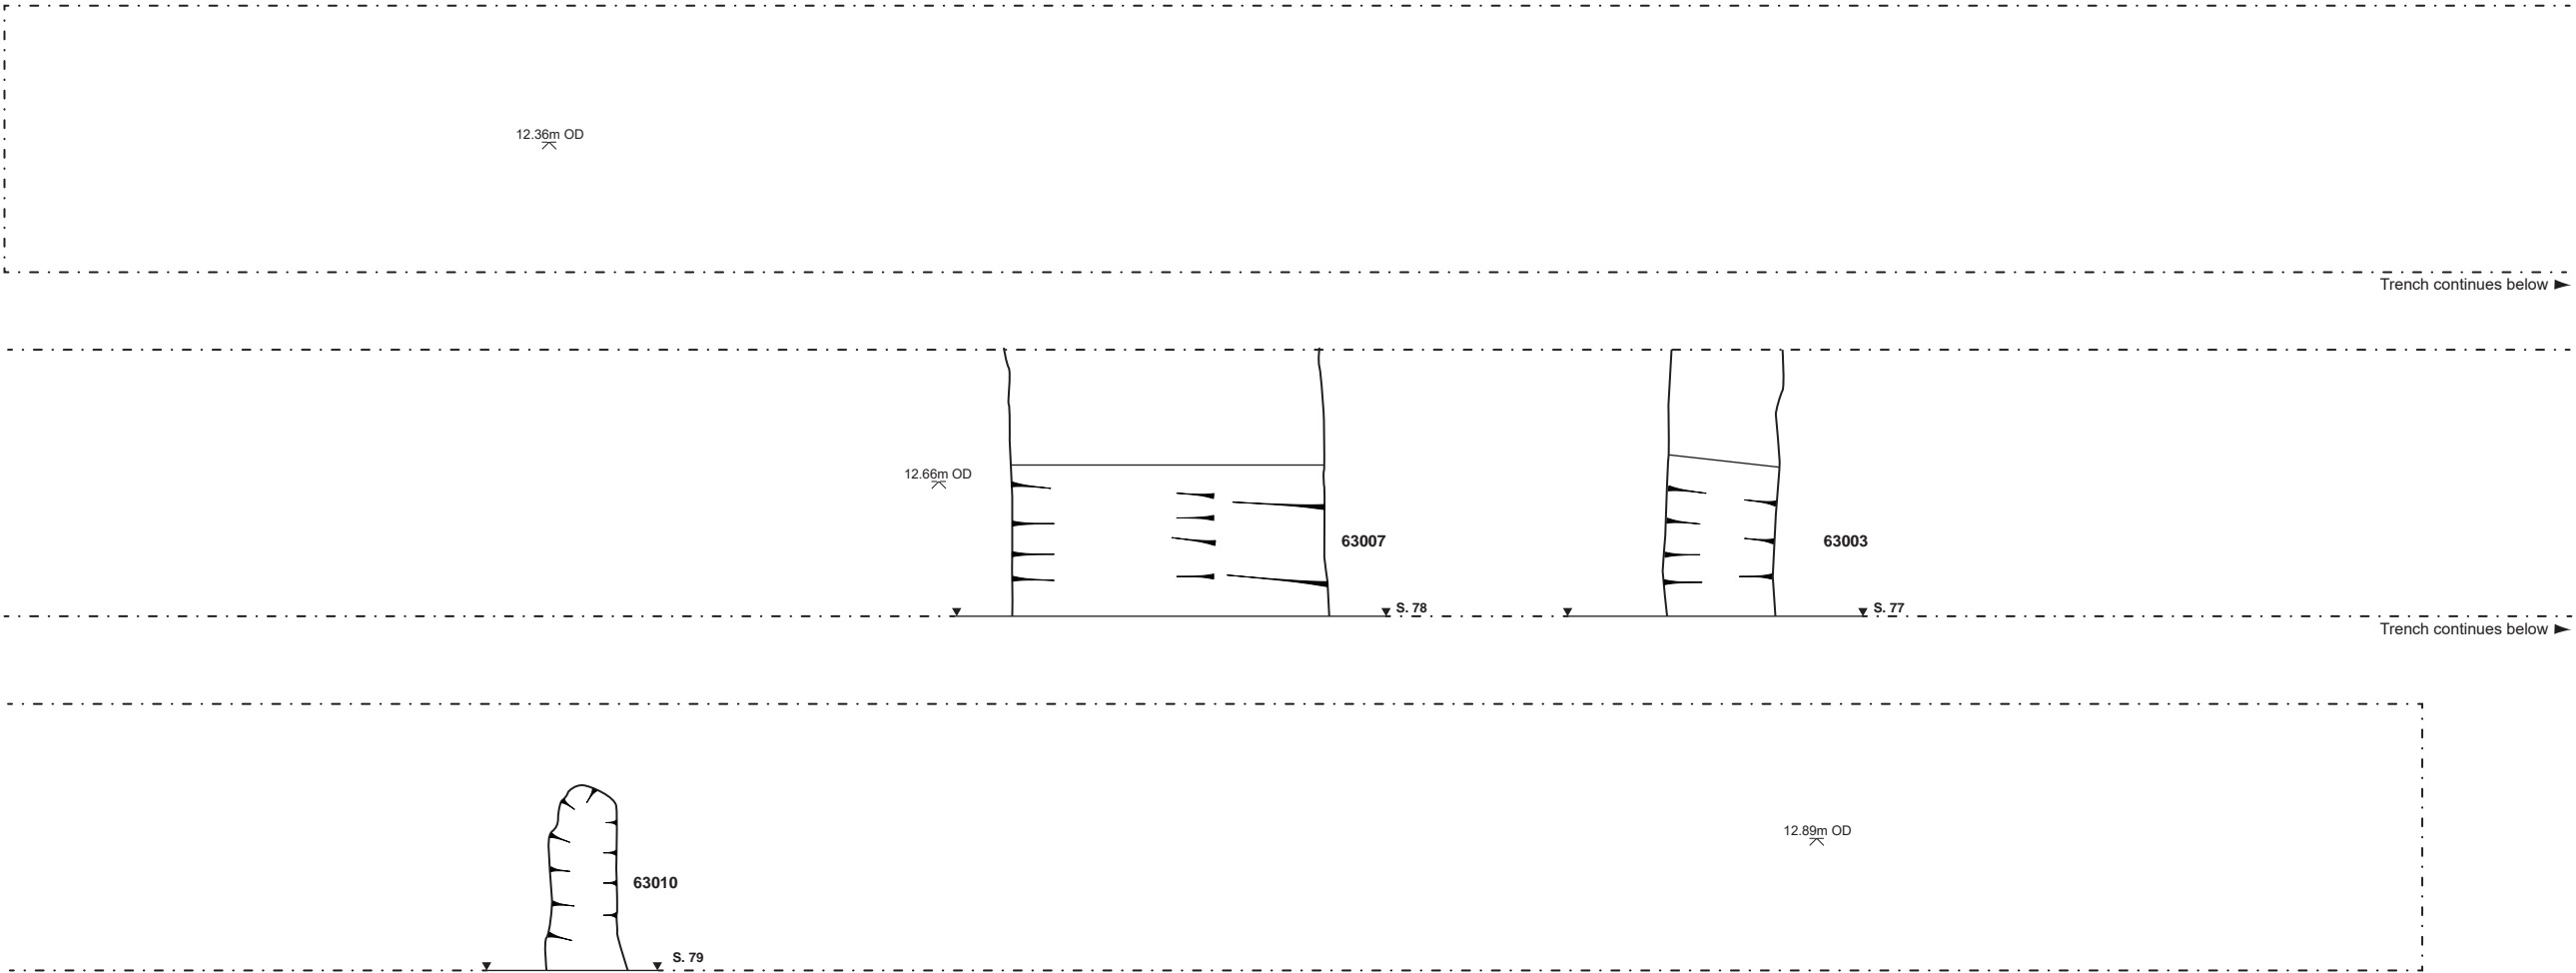 12.36m OD
Trench continues below
12.66m OD
63007
63003
S. 78
S. 77
Trench continues below
12.89m OD
63010
S. 79